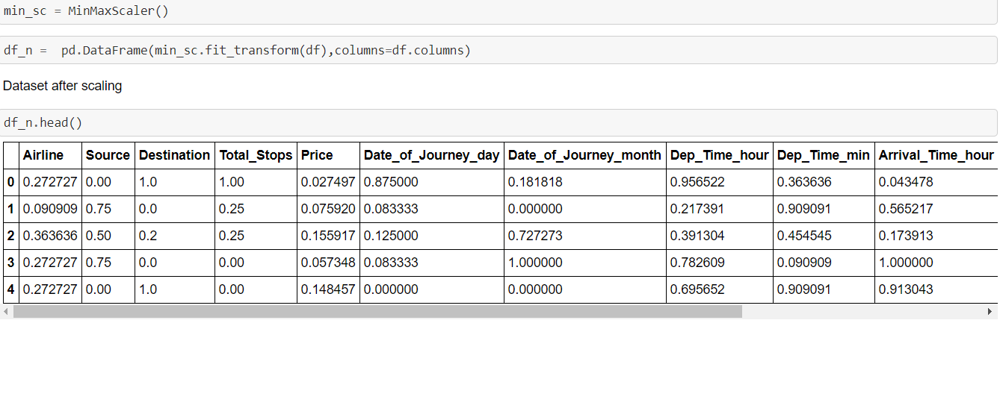 min_sc = MinMaxScaler()
df_n =  pd.DataFrame(min_sc.fit_transform(df),columns=df.columns)
Dataset after scaling
df_n.head()
Airline Source Destination Total_Stops Price Date_of_Journey_day Date_of_Journey_month Dep_Time_hour Dep_Time_min Arrival_Time_hour
0 0.272727 0.00 1.0 1.00 0.027497 0.875000 0.181818 0.956522 0.363636 0.043478
1 0.090909 0.75 0.0 0.25 0.075920 0.083333 0.000000 0.217391 0.909091 0.565217
2 0.363636 0.50 0.2 0.25 0.155917 0.125000 0.727273 0.391304 0.454545 0.173913
3 0.272727 0.75 0.0 0.00 0.057348 0.083333 1.000000 0.782609 0.090909 1.000000
4 0.272727 0.00 1.0 0.00 0.148457 0.000000 0.000000 0.695652 0.909091 0.913043